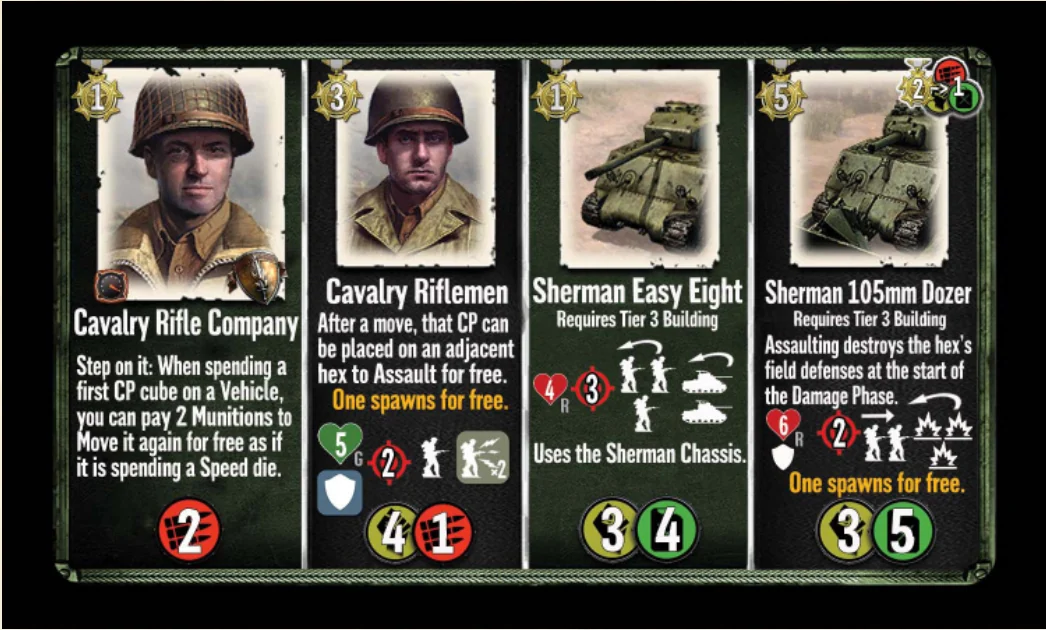 1
Cavalry Rifle Company
Step on it: When spending a
first CP cube on a Vehicle,
you can pay 2 Munitions to
Move it again for free as if
it is spending a Speed die.
2
3
Cavalry Riflemen
After a move, that CP can
be placed on an adjacent
hex to Assault for free.
One spawns for free.
5
G
2
x2
4 1
1
Sherman Easy Eight
Requires Tier 3 Building
4
R
3
Uses the Sherman Chassis.
3 4
5
2->1
Sherman 105mm Dozer
Requires Tier 3 Building
Assaulting destroys the hex's
field defenses at the start of
the Damage Phase.
6
R
2
One spawns for free.
3 5